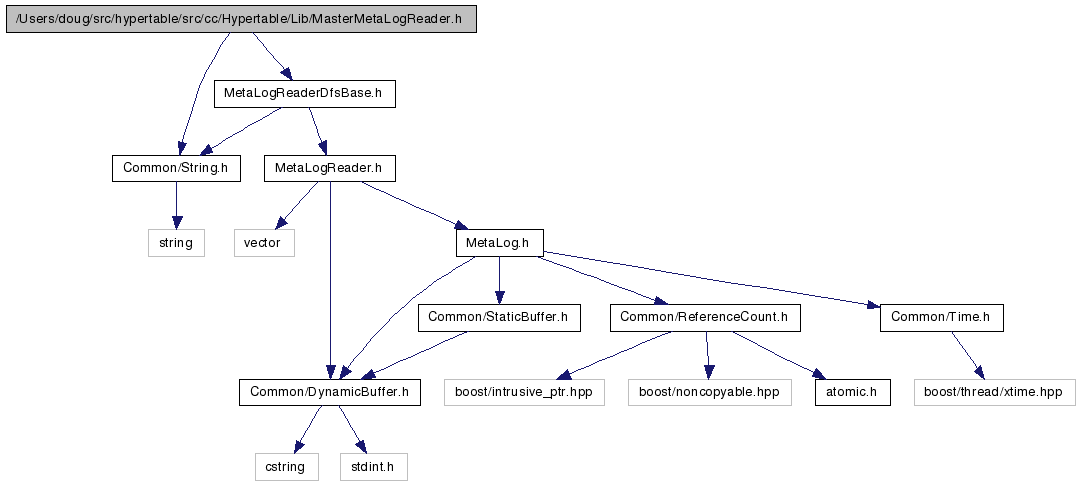 /Users/doug/src/hypertable/src/cc/Hypertable/Lib/MasterMetaLogReader.h
MetaLogReaderDfsBase.h
Common/String.h
MetaLogReader.h
string
vector
MetaLog.h
Common/StaticBuffer.h
Common/ReferenceCount.h
Common/Time.h
Common/DynamicBuffer.h
boost/intrusive_ptr.hpp
boost/noncopyable.hpp
atomic.h
boost/thread/xtime.hpp
cstring
stdint.h